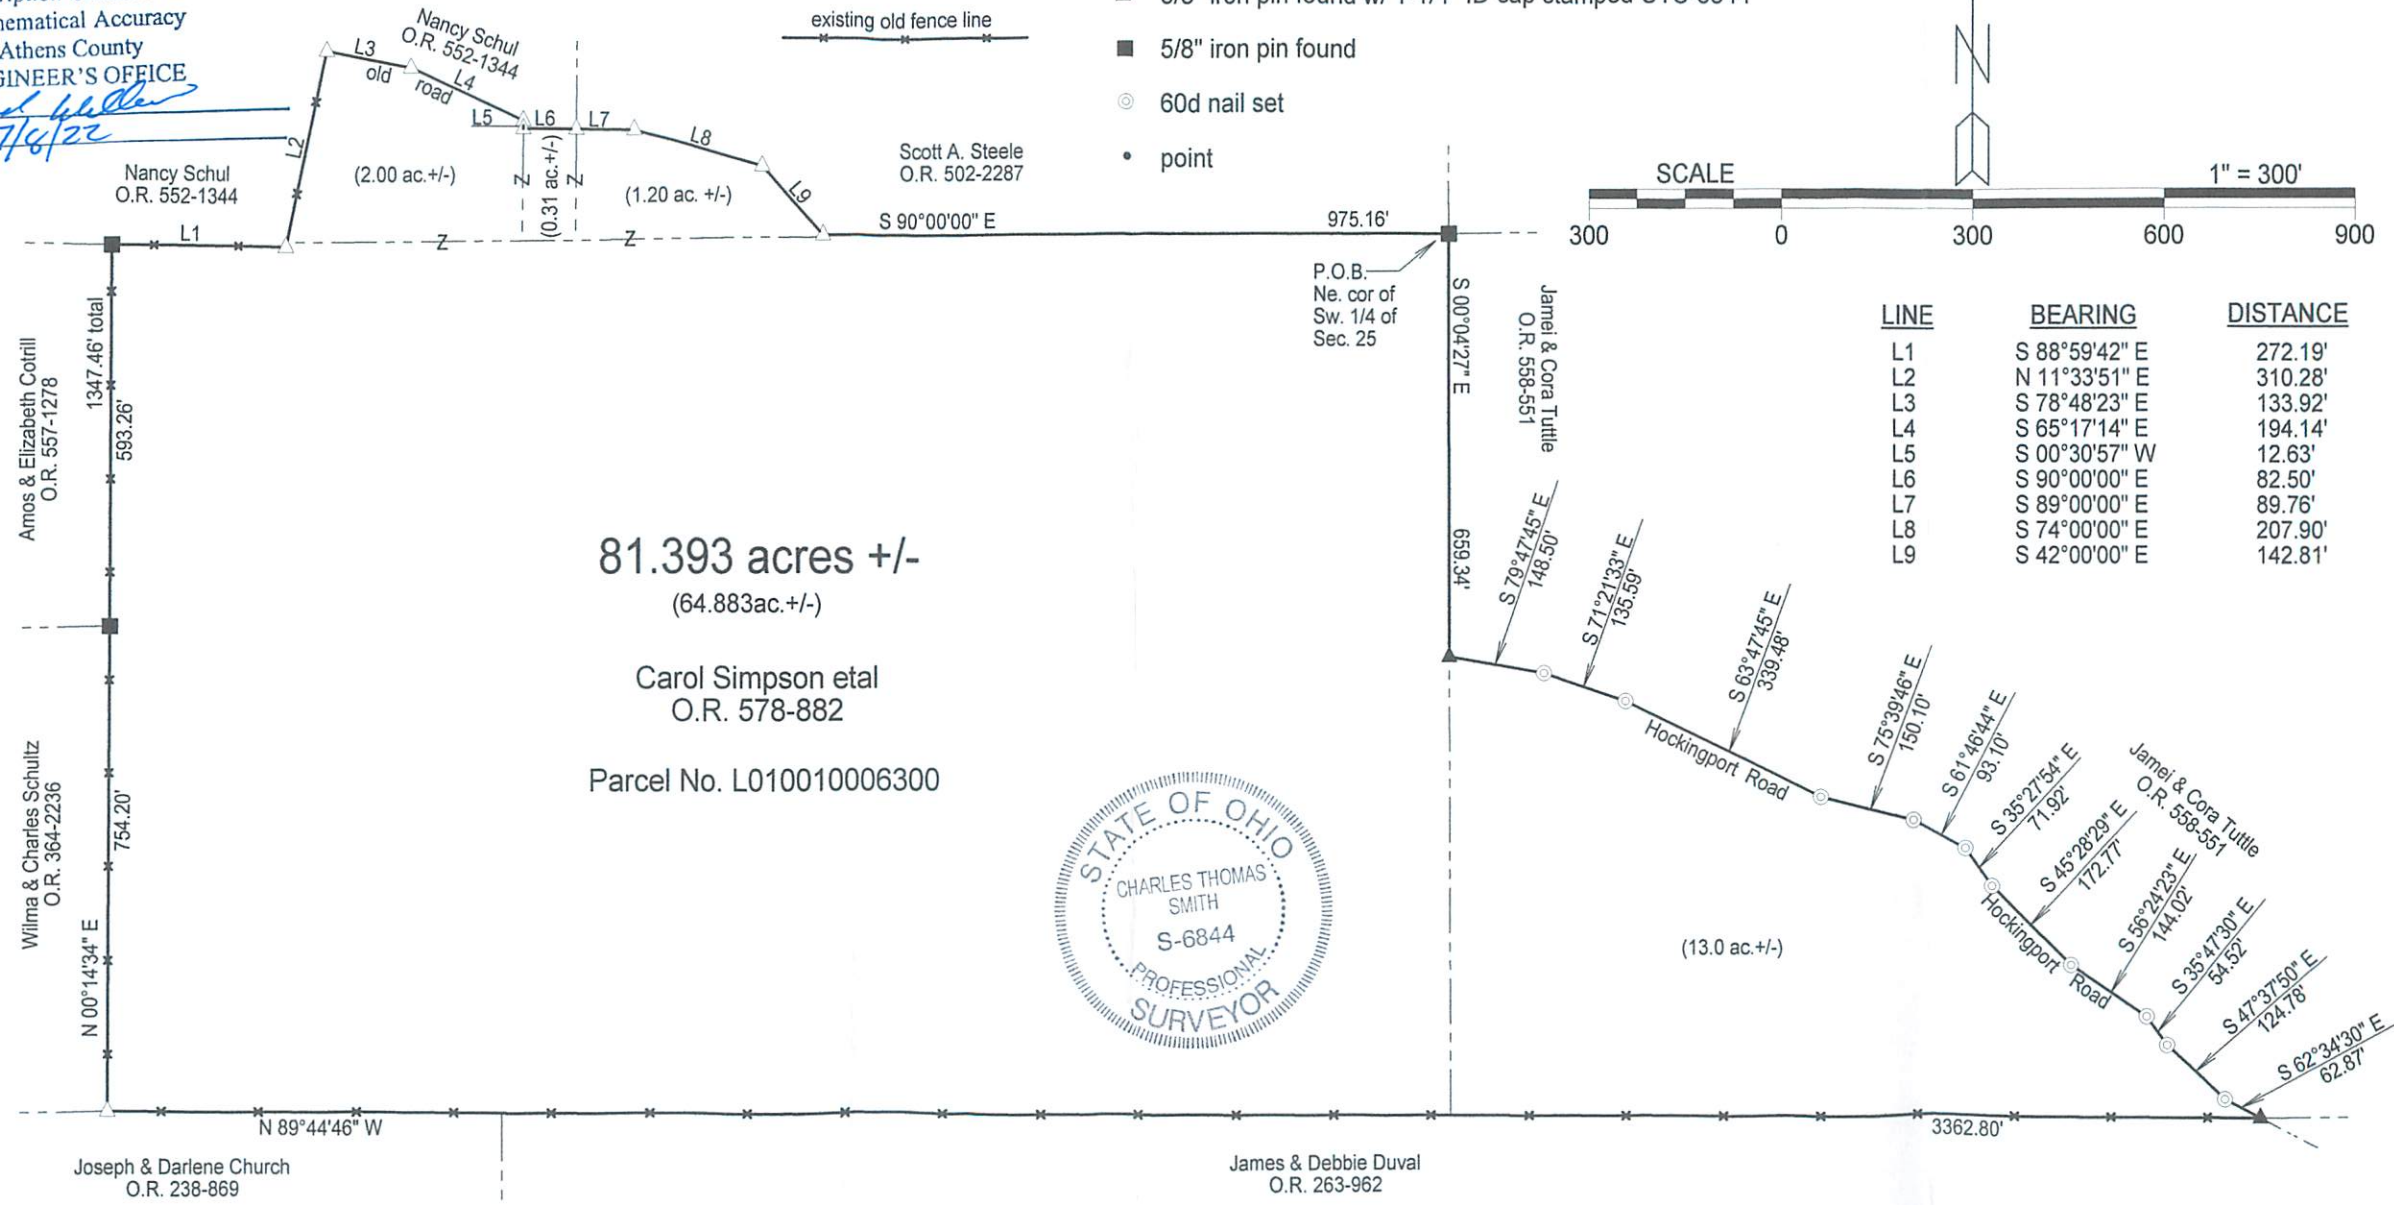 Mathematical Accuracy
Athens County
ENGINEER'S OFFICE
7/8/22
existing old fence line
■ 5/8" iron pin found
60d nail set
• point
N
SCALE
1" = 300'
300 0 300 600 900
Nancy Schul
O.R. 552-1344
L3
old
road
L4
L5
L6
L7
L8
L9
L2
L1
Nancy Schul
O.R. 552-1344
(2.00 ac.+/-)
(0.31 ac.+/-)
(1.20 ac. +/-)
Z
Z
Z
Z
Scott A. Steele
O.R. 502-2287
S 90°00'00" E
975.16'
P.O.B.
Ne. cor of
Sw. 1/4 of
Sec. 25
S 00°04'27" E
659.34'
Jamei & Cora Tuttle
O.R. 558-551
LINE BEARING DISTANCE
L1 S 88°59'42" E 272.19'
L2 N 11°33'51" E 310.28'
L3 S 78°48'23" E 133.92'
L4 S 65°17'14" E 194.14'
L5 S 00°30'57" W 12.63'
L6 S 90°00'00" E 82.50'
L7 S 89°00'00" E 89.76'
L8 S 74°00'00" E 207.90'
L9 S 42°00'00" E 142.81'
Amos & Elizabeth Cotrill
O.R. 557-1278
1347.46' total
593.26'
Wilma & Charles Schultz
O.R. 364-2236
754.20'
N 00°14'34" E
81.393 acres +/-
(64.883ac.+/-)
Carol Simpson etal
O.R. 578-882
Parcel No. L010010006300
STATE OF OHIO
CHARLES THOMAS
SMITH
S-6844
PROFESSIONAL
SURVEYOR
S 79°47'45" E
148.50'
S 71°21'33" E
135.59'
S 63°47'45" E
339.48'
Hockingport Road
S 75°39'46" E
150.10'
S 61°46'44" E
93.10'
S 35°27'54" E
71.92'
S 45°28'29" E
172.77'
Jamei & Cora Tuttle
O.R. 558-551
S 56°24'23" E
144.02'
Hockingport Road
S 35°47'30" E
54.52'
S 47°37'50" E
124.78'
S 62°34'30" E
62.87'
(13.0 ac.+/-)
N 89°44'46" W
3362.80'
Joseph & Darlene Church
O.R. 238-869
James & Debbie Duval
O.R. 263-962